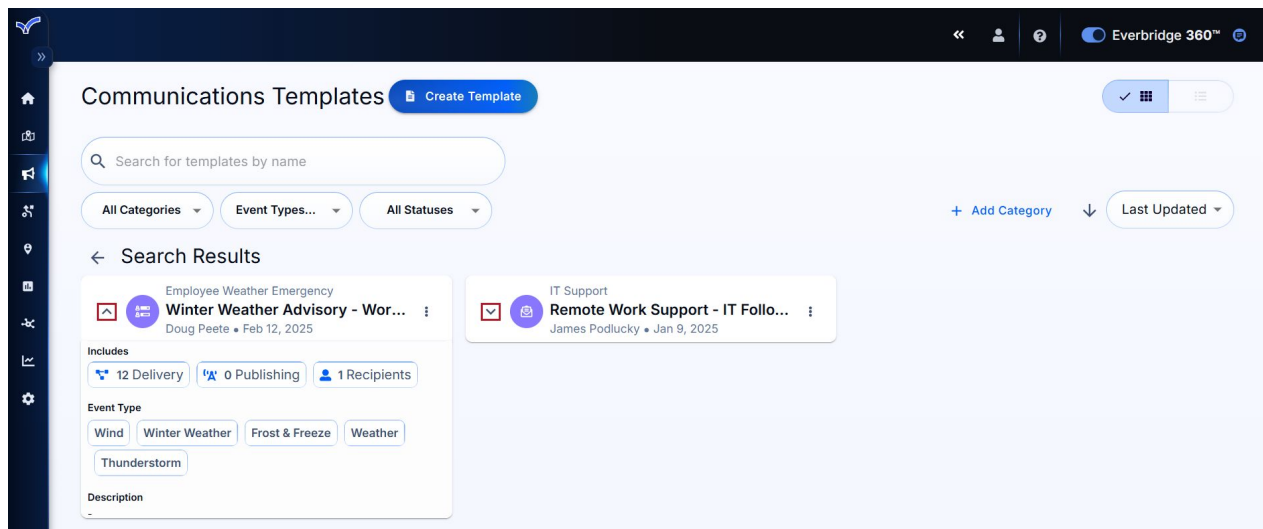 Everbridge 360™
Communications Templates
Create Template
Search for templates by name
All Categories
Event Types...
All Statuses
+ Add Category
Last Updated
Search Results
Employee Weather Emergency
Winter Weather Advisory - Wor...
Doug Peete • Feb 12, 2025
IT Support
Remote Work Support - IT Follo...
James Podlucky • Jan 9, 2025
Includes
12 Delivery
0 Publishing
1 Recipients
Event Type
Wind
Winter Weather
Frost & Freeze
Weather
Thunderstorm
Description
-